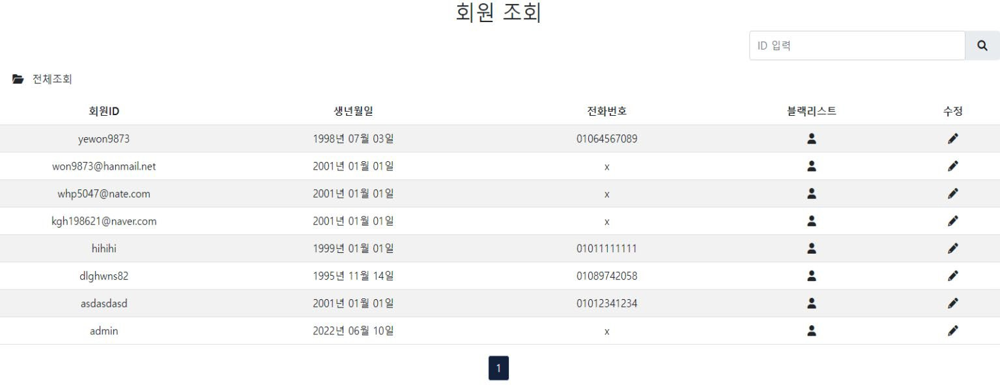 회원 조회
ID 입력
전체조회
회원ID 생년월일 전화번호 블랙리스트 수정
yewon9873 1998년 07월 03일 01064567089
won9873@hanmail.net 2001년 01월 01일 x
whp5047@nate.com 2001년 01월 01일 x
kgh198621@naver.com 2001년 01월 01일 x
hihihi 1999년 01월 01일 01011111111
dlghwns82 1995년 11월 14일 01089742058
asdasdasd 2001년 01월 01일 01012341234
admin 2022년 06월 10일 x
1